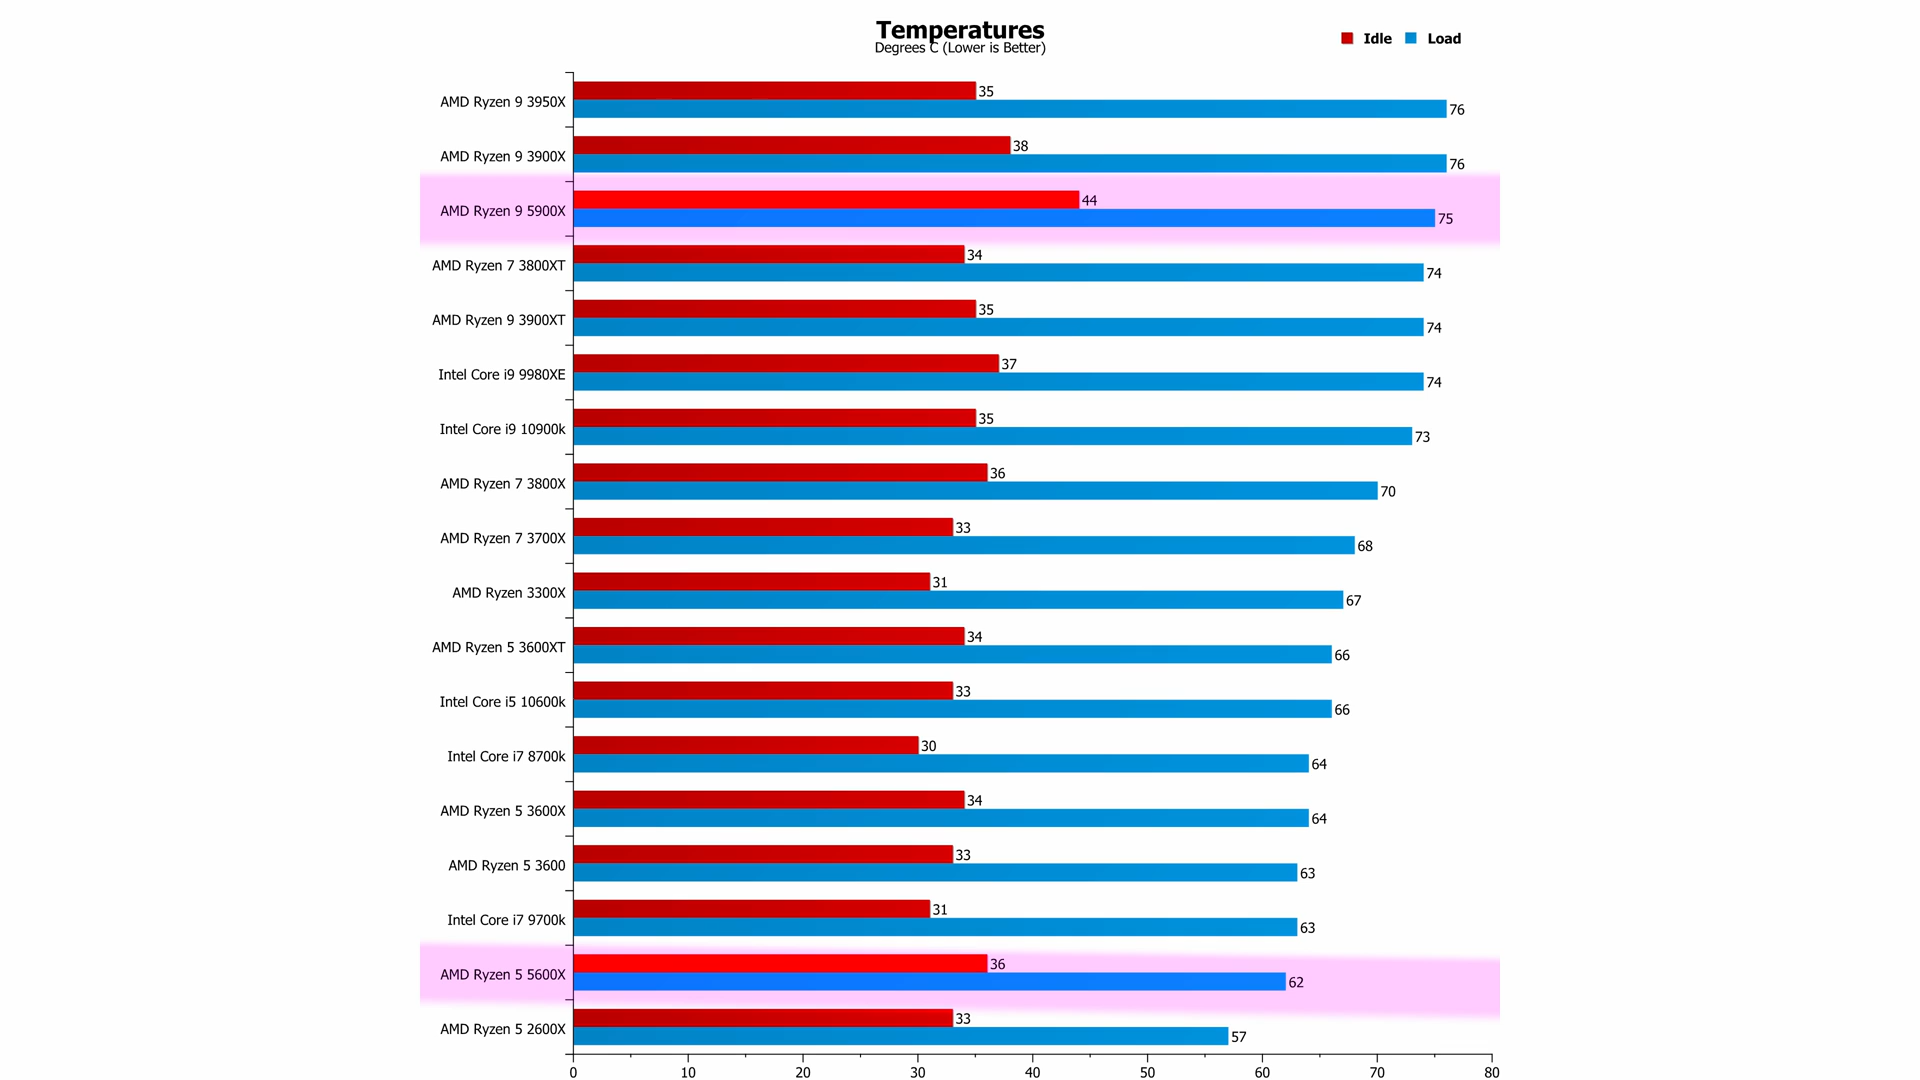 Temperatures
Degrees C (Lower is Better)
Idle Load
AMD Ryzen 9 3950X 35 76
AMD Ryzen 9 3900X 38 76
AMD Ryzen 9 5900X 44 75
AMD Ryzen 7 3800XT 34 74
AMD Ryzen 9 3900XT 35 74
Intel Core i9 9980XE 37 74
Intel Core i9 10900k 35 73
AMD Ryzen 7 3800X 36 70
AMD Ryzen 7 3700X 33 68
AMD Ryzen 3300X 31 67
AMD Ryzen 5 3600XT 34 66
Intel Core i5 10600k 33 66
Intel Core i7 8700k 30 64
AMD Ryzen 5 3600X 34 64
AMD Ryzen 5 3600 33 63
Intel Core i7 9700k 31 63
AMD Ryzen 5 5600X 36 62
AMD Ryzen 5 2600X 33 57
0 10 20 30 40 50 60 70 80